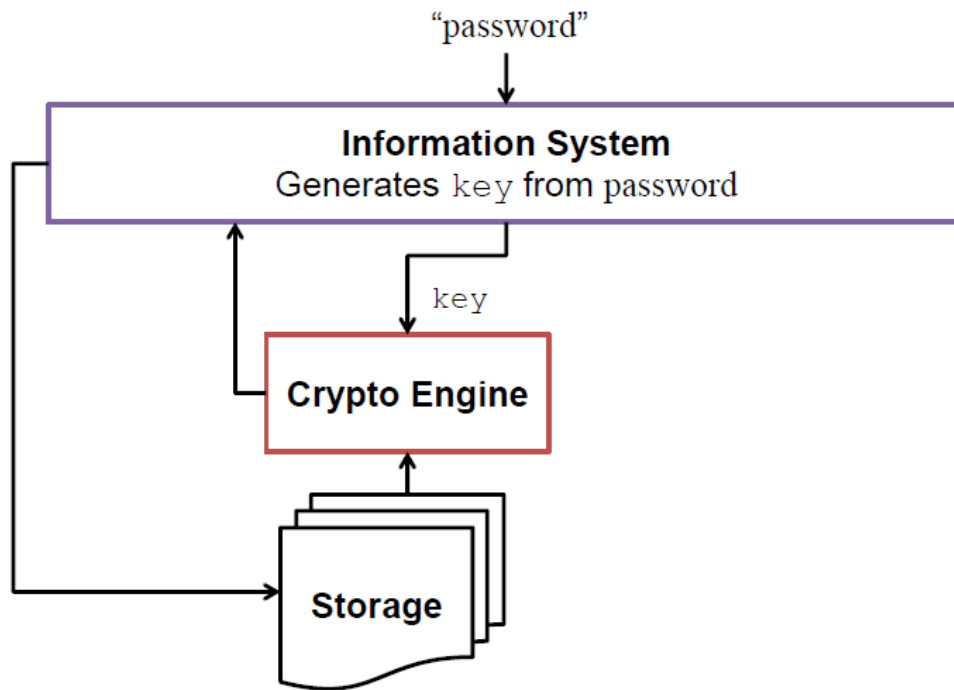 “password”
Information System
Generates key from password
key
Crypto Engine
Storage